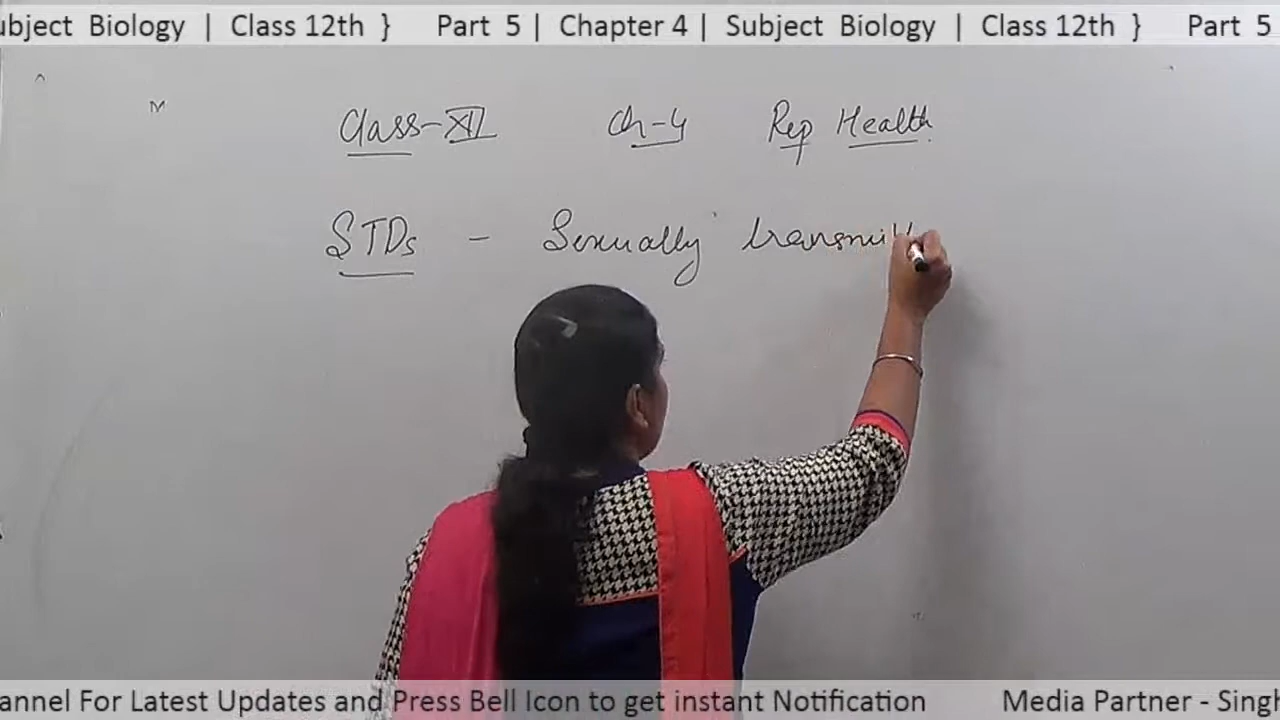 ubject Biology | Class 12th } Part 5 | Chapter 4 | Subject Biology | Class 12th } Part 5
Class-XII Ch-4 Rep Health
STDs - Sexually transmitt
annel For Latest Updates and Press Bell Icon to get instant Notification Media Partner - Singh